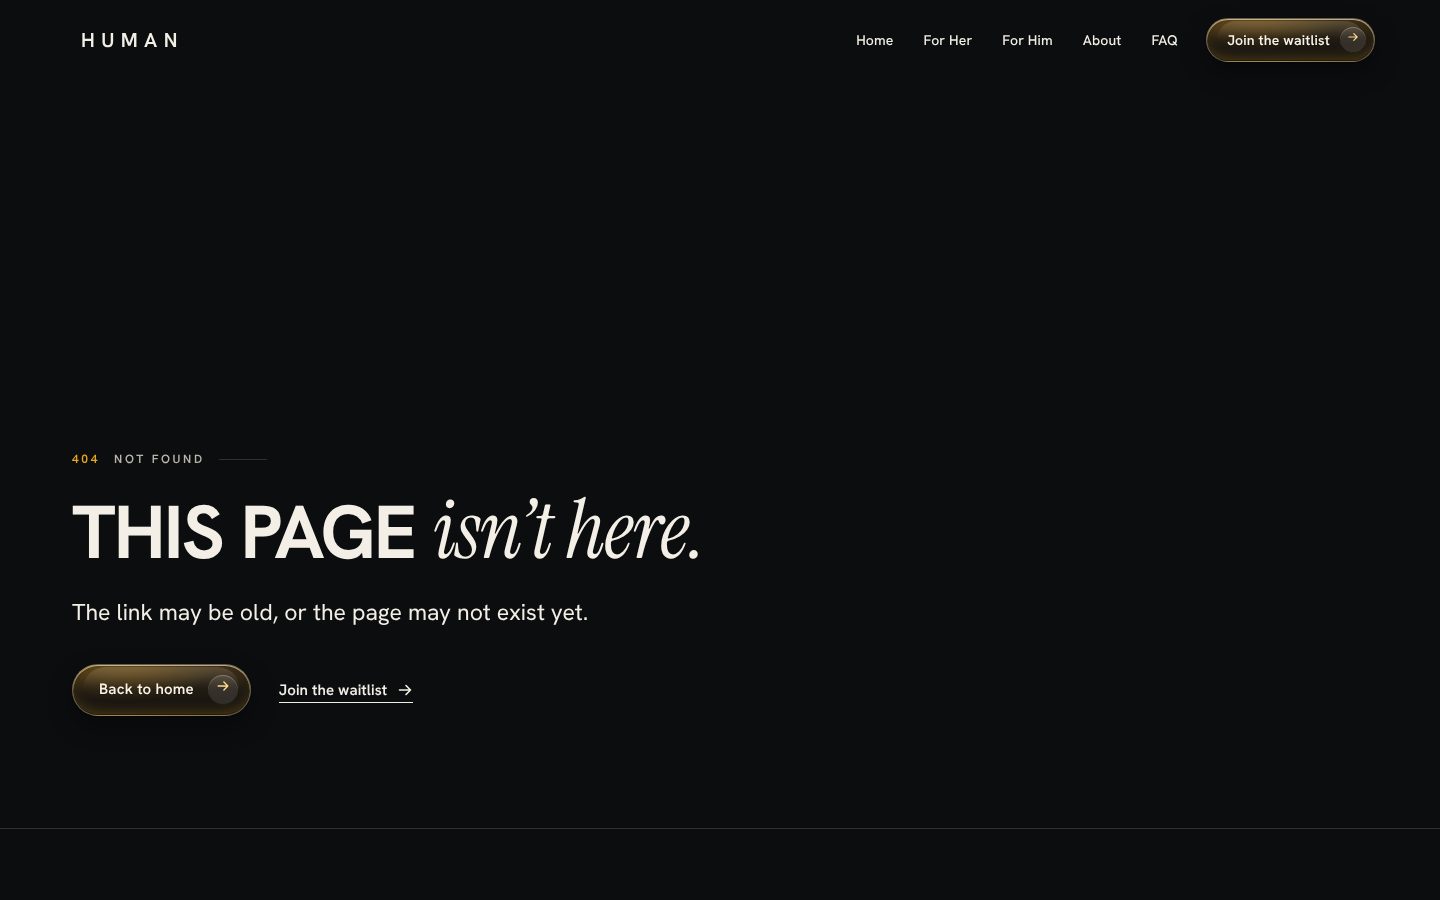 HUMAN
Home For Her For Him About FAQ Join the waitlist →
404 NOT FOUND
THIS PAGE isn’t here.
The link may be old, or the page may not exist yet.
Back to home → Join the waitlist →